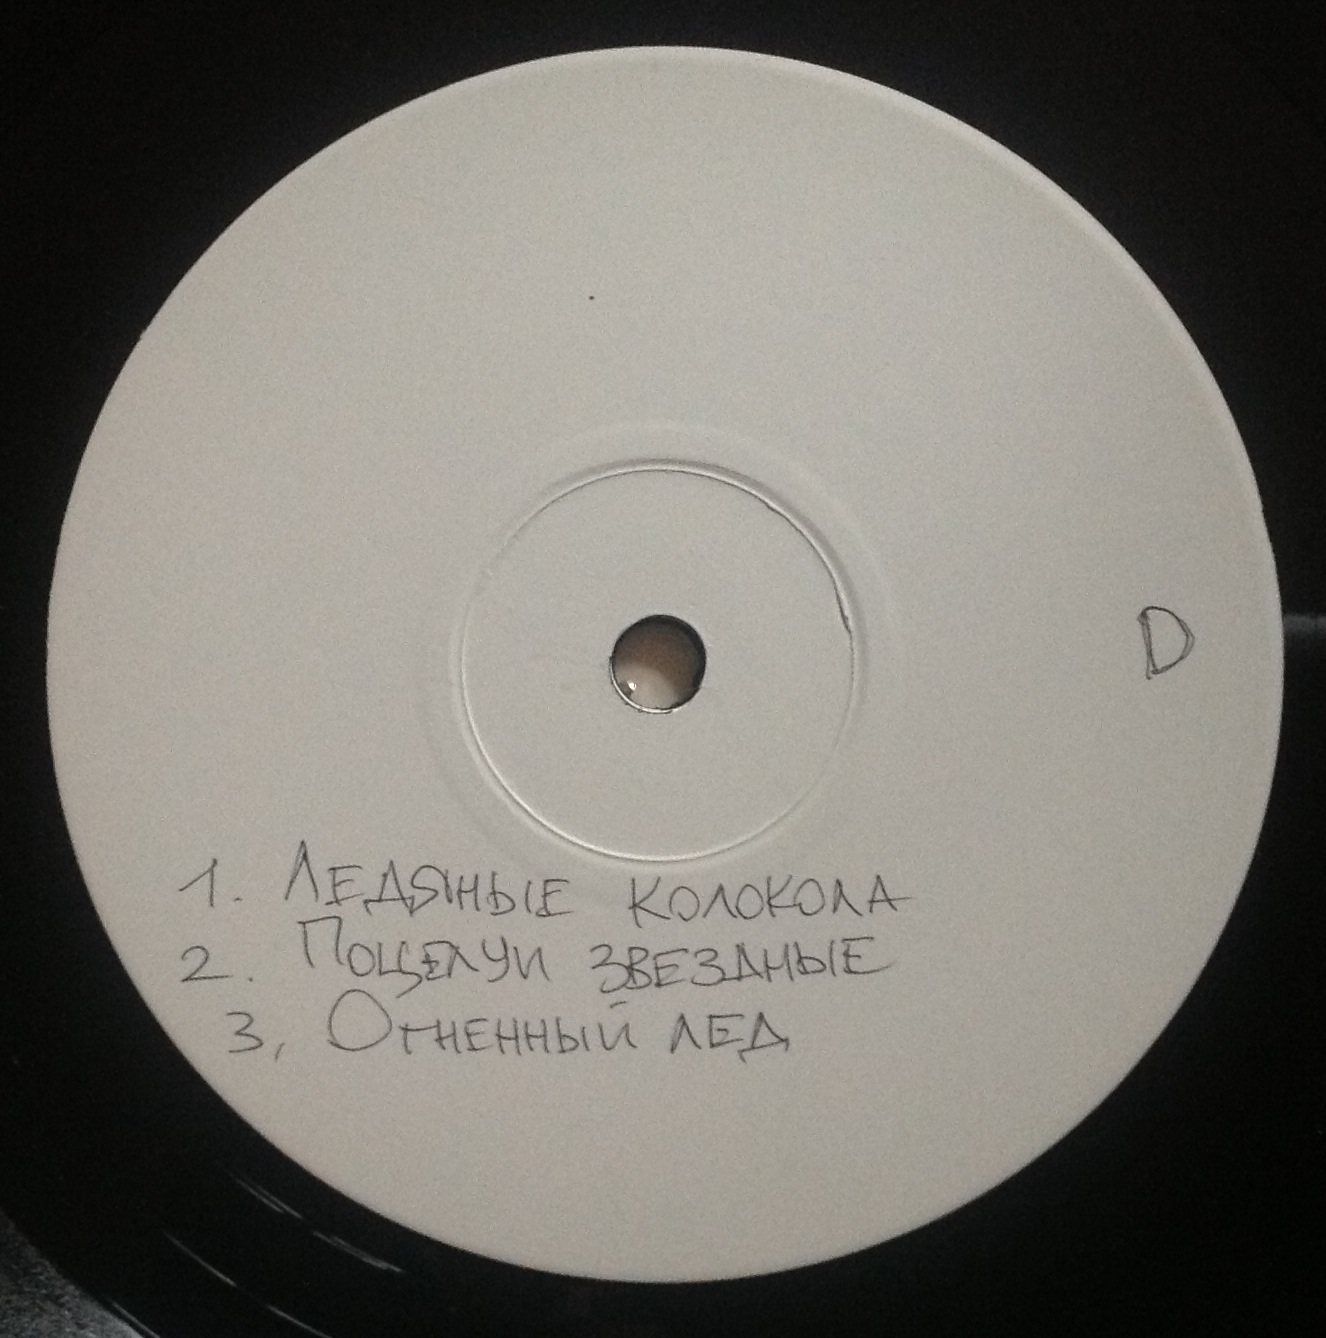 D
1. Ледяные колокола
2. Поцелуи звездные
3, Огненный лед